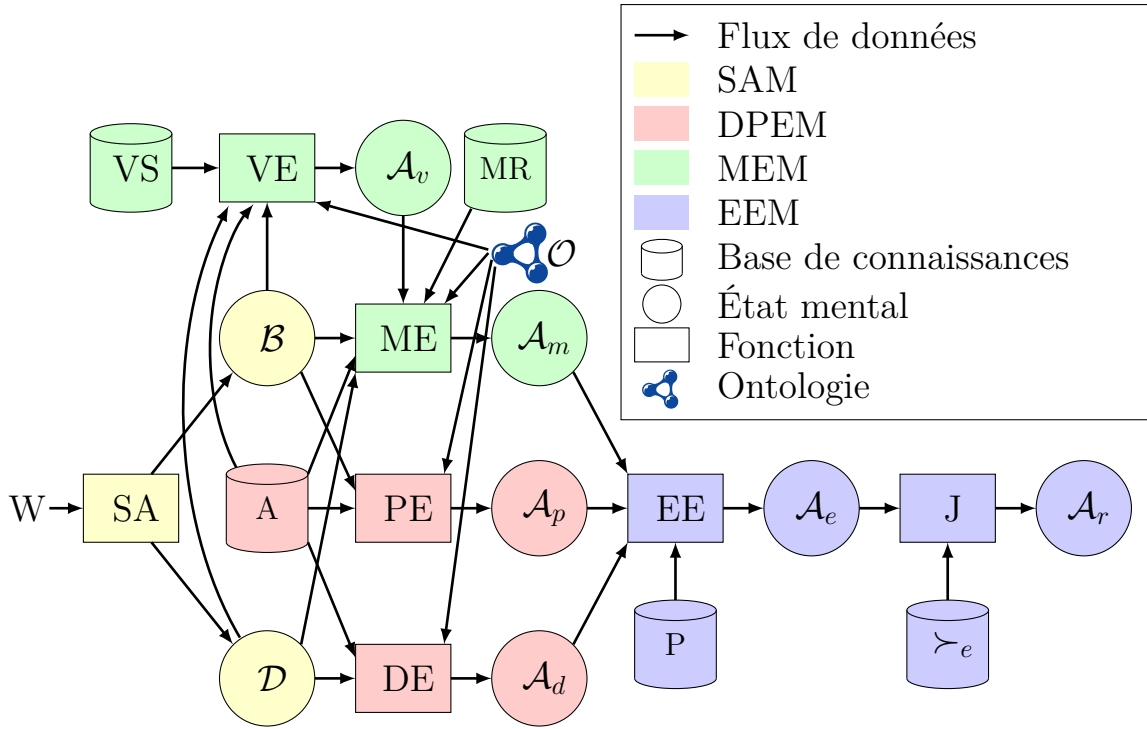 Flux de données
SAM
DPEM
MEM
EEM
Base de connaissances
État mental
Fonction
Ontologie
VS
VE
𝒜ᵥ
MR
𝒪
ℬ
ME
𝒜ₘ
W
SA
A
PE
𝒜ₚ
EE
𝒜ₑ
J
𝒜ᵣ
𝒟
DE
𝒜_d
P
≻ₑ